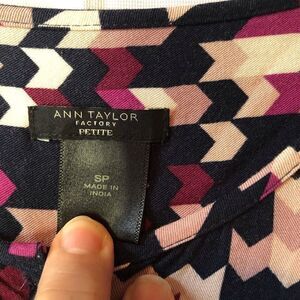 ANN TAYLOR
FACTORY
PETITE
SP
MADE IN
INDIA